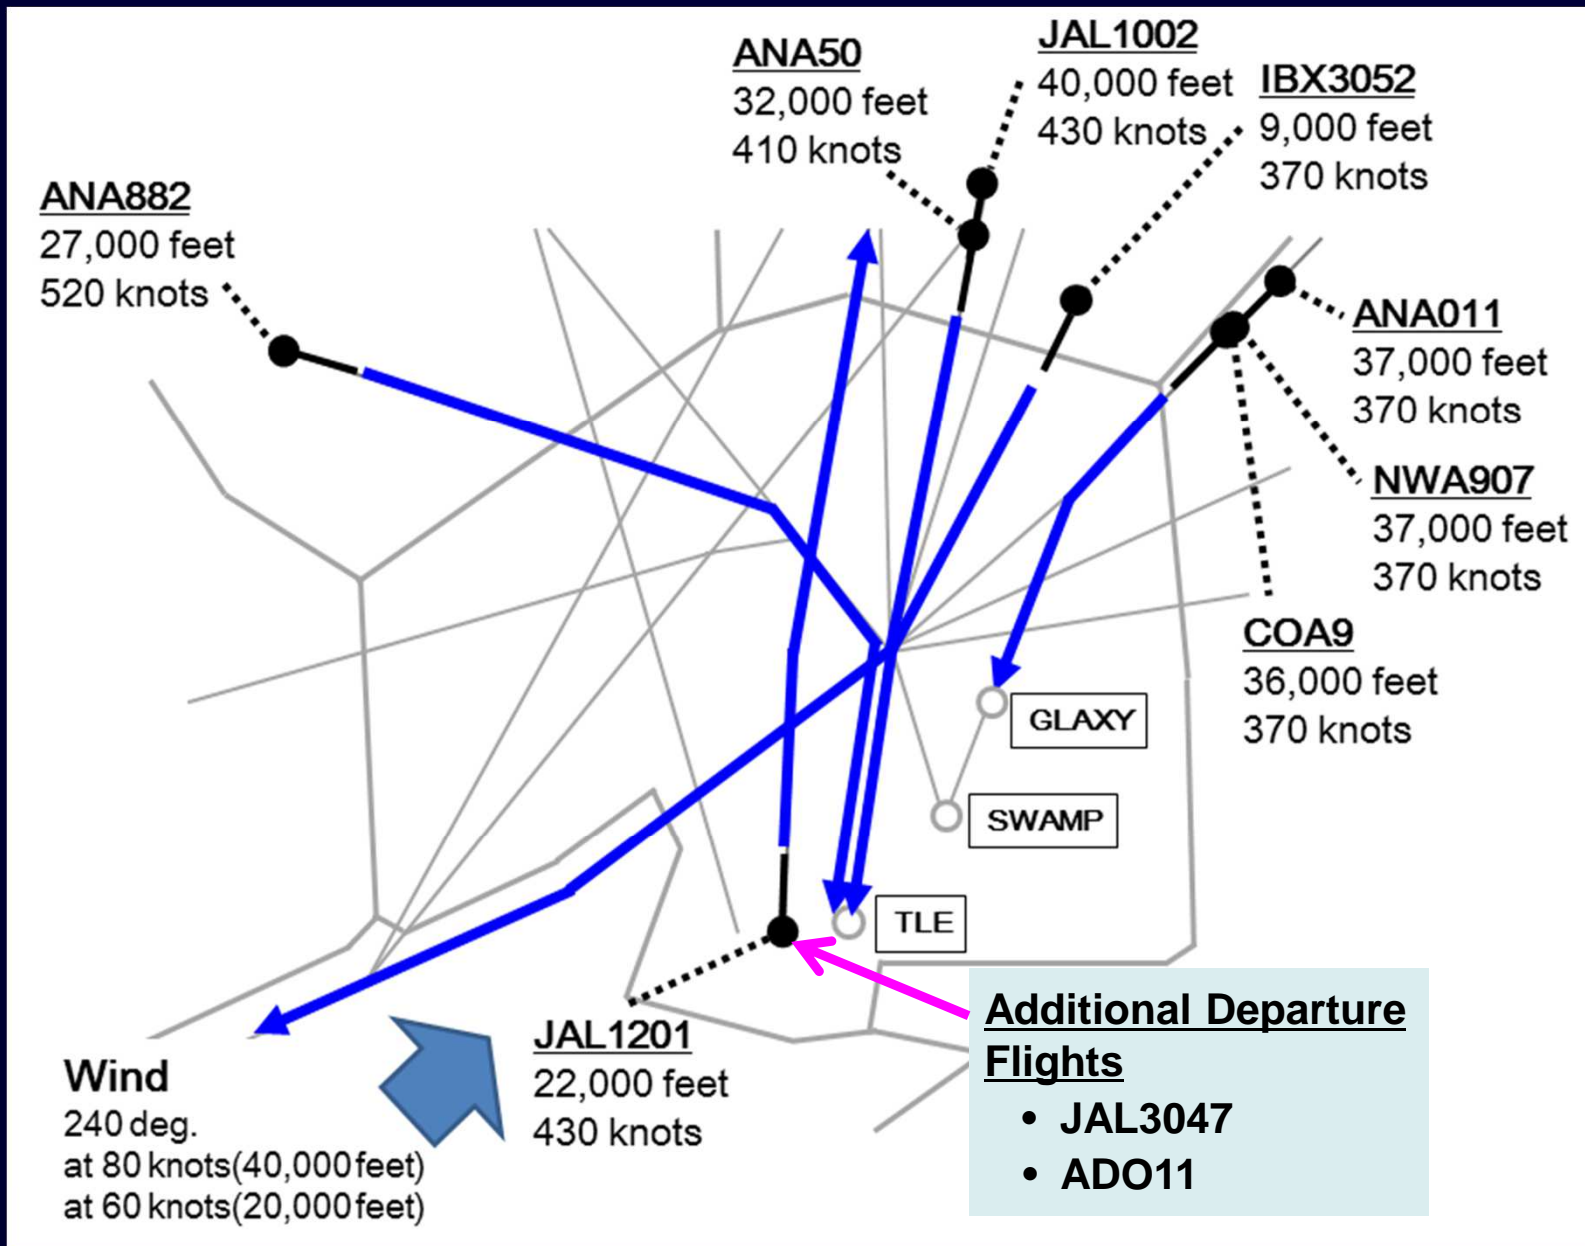 ANA50
32,000 feet
410 knots
JAL1002
40,000 feet
430 knots
IBX3052
9,000 feet
370 knots
ANA882
27,000 feet
520 knots
ANA011
37,000 feet
370 knots
NWA907
37,000 feet
370 knots
COA9
36,000 feet
370 knots
GLAXY
SWAMP
TLE
JAL1201
22,000 feet
430 knots
Wind
240 deg.
at 80 knots(40,000feet)
at 60 knots(20,000feet)
Additional Departure
Flights
• JAL3047
• ADO11